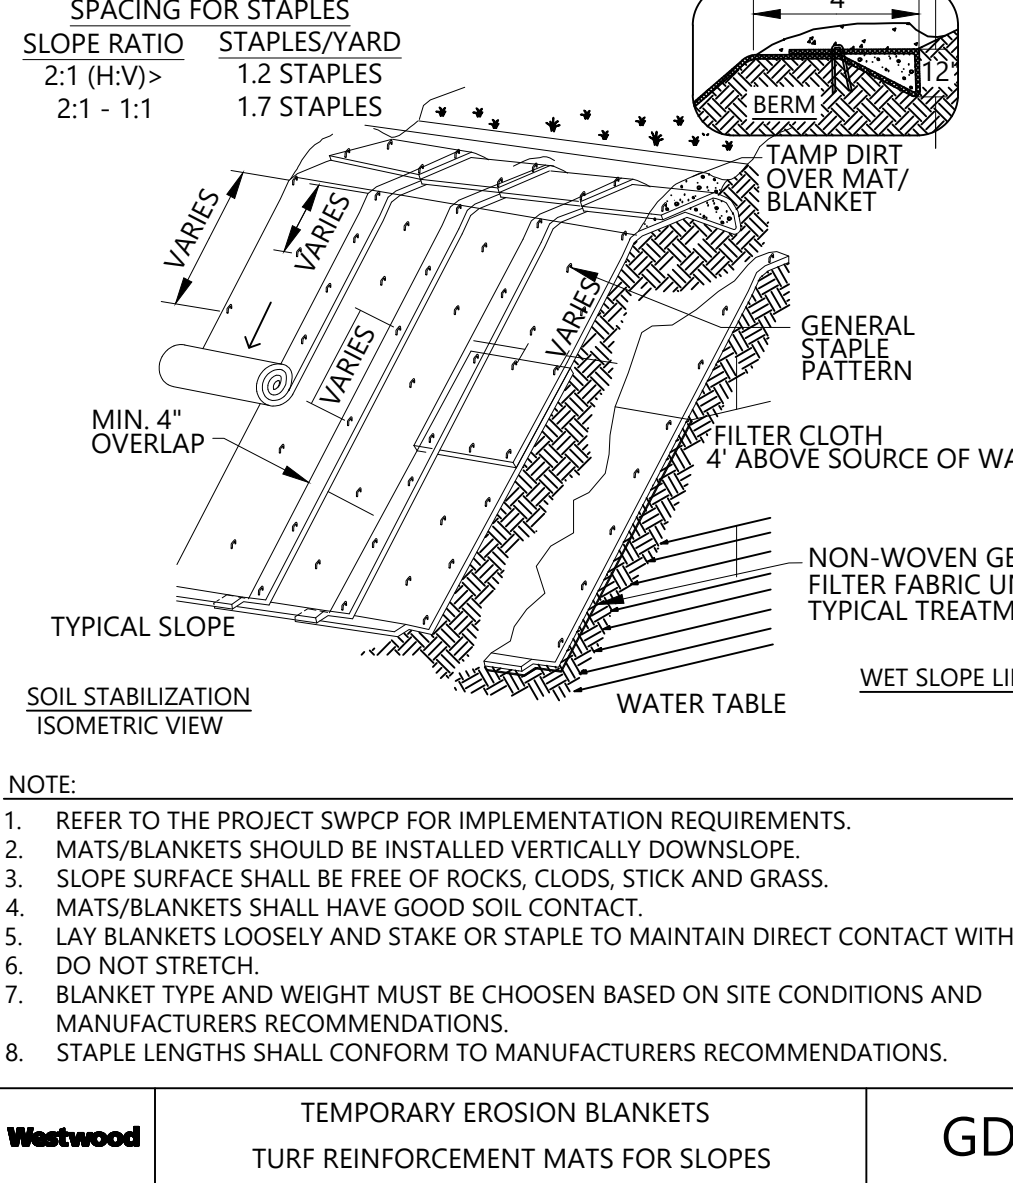 SPACING FOR STAPLES
SLOPE RATIO STAPLES/YARD
2:1 (H:V)> 1.2 STAPLES
2:1 - 1:1 1.7 STAPLES
4'
12"
BERM
TAMP DIRT
OVER MAT/
BLANKET
VARIES
VARIES
VARIES
VARIES
GENERAL
STAPLE
PATTERN
MIN. 4"
OVERLAP
FILTER CLOTH
4' ABOVE SOURCE OF
NON-WOVEN
FILTER FABRIC
TYPICAL
TYPICAL SLOPE
WET SLOPE
WATER TABLE
SOIL STABILIZATION
ISOMETRIC VIEW
NOTE:
1. REFER TO THE PROJECT SWPCP FOR IMPLEMENTATION REQUIREMENTS.
2. MATS/BLANKETS SHOULD BE INSTALLED VERTICALLY DOWNSLOPE.
3. SLOPE SURFACE SHALL BE FREE OF ROCKS, CLODS, STICK AND GRASS.
4. MATS/BLANKETS SHALL HAVE GOOD SOIL CONTACT.
5. LAY BLANKETS LOOSELY AND STAKE OR STAPLE TO MAINTAIN DIRECT CONTACT WITH
6. DO NOT STRETCH.
7. BLANKET TYPE AND WEIGHT MUST BE CHOOSEN BASED ON SITE CONDITIONS AND
MANUFACTURERS RECOMMENDATIONS.
8. STAPLE LENGTHS SHALL CONFORM TO MANUFACTURERS RECOMMENDATIONS.
Westwood
TEMPORARY EROSION BLANKETS
TURF REINFORCEMENT MATS FOR SLOPES
GD